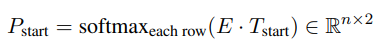 P_start = softmax_each row(E · T_start) ∈ ℝ^{n×2}